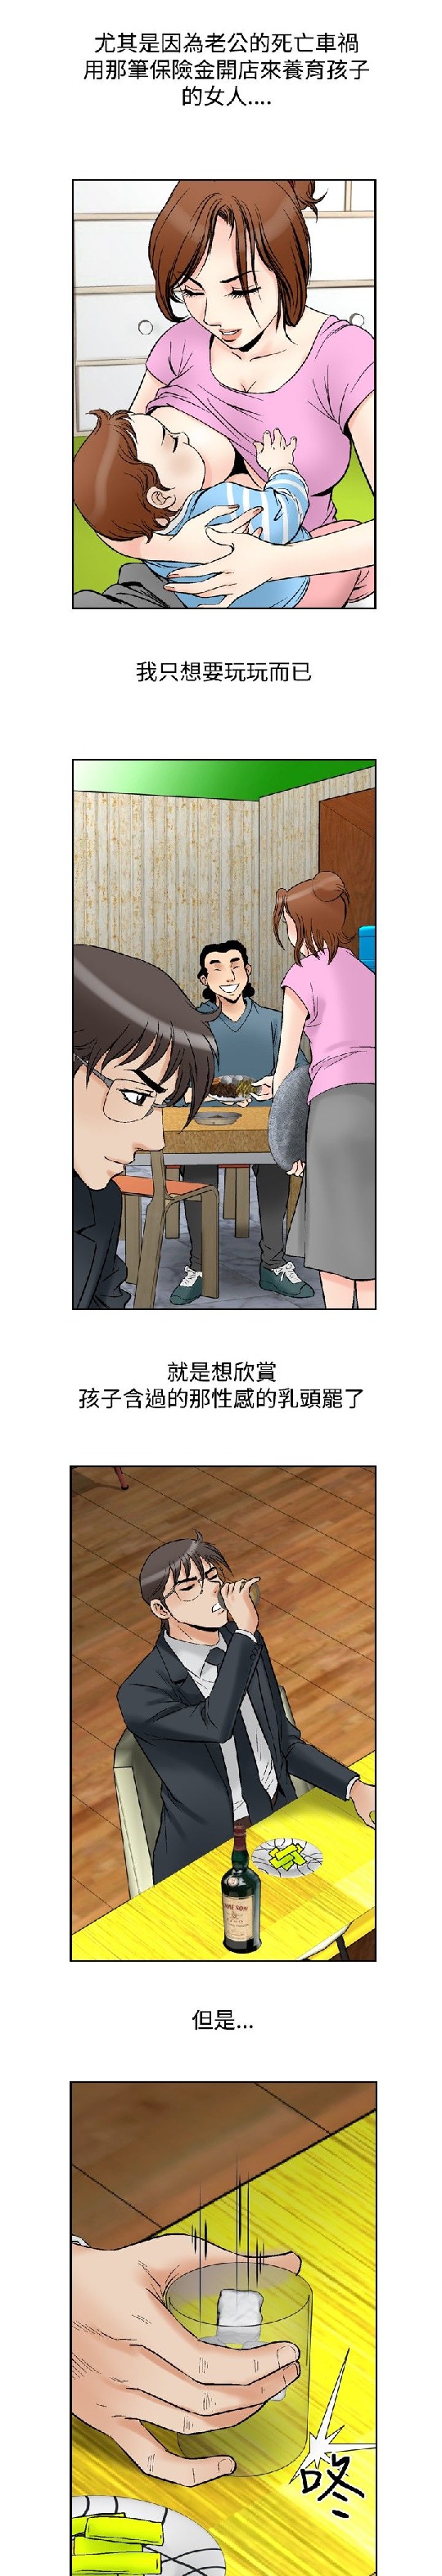 尤其是因為老公的死亡車禍
用那筆保險金開店來養育孩子
的女人....
我只想要玩玩而已
就是想欣賞
孩子含過的那性感的乳頭罷了
但是...
咚